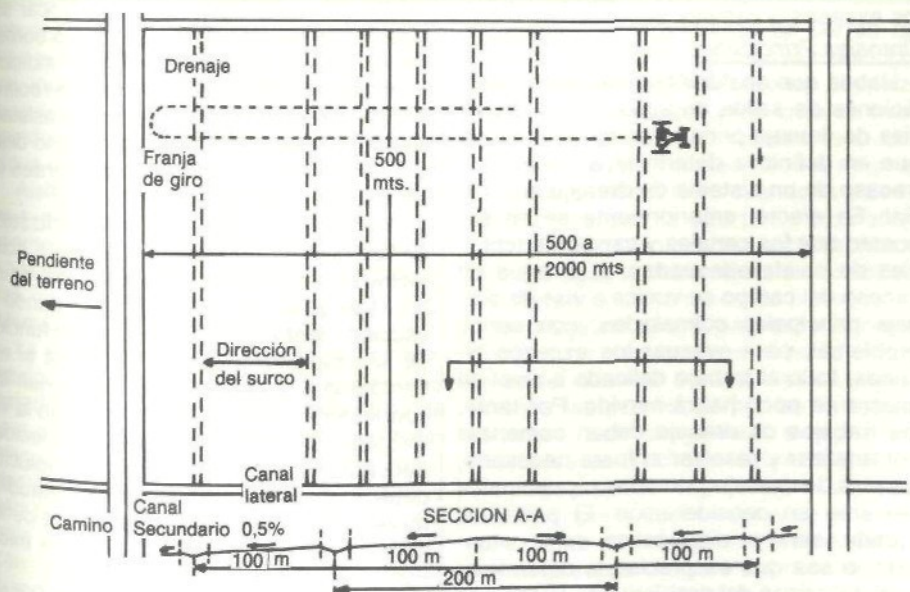 Drenaje
Franja
de giro
500
mts.
500 a
2000 mts
Pendiente
del terreno
Dirección
del surco
Canal
lateral
Camino
Canal
Secundario
0,5%
SECCION A-A
100 m
100 m
100 m
100 m
200 m